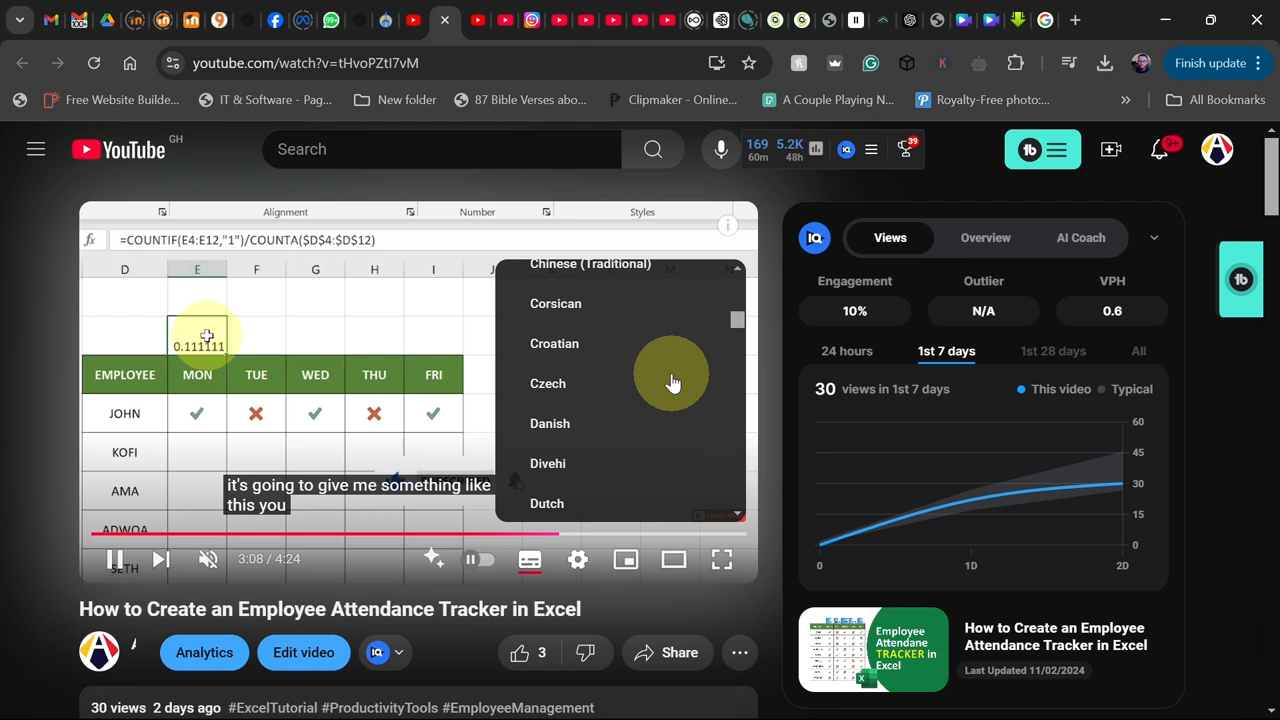 youtube.com/watch?v=tHvoPZtI7vM
Finish update
Free Website Builde...
IT & Software - Pag...
New folder
87 Bible Verses abo...
Clipmaker - Online...
A Couple Playing N...
Royalty-Free photo:...
All Bookmarks
YouTube GH
Search
169 5.2K
60m 48h
39
9+
Alignment
Number
Styles
fx =COUNTIF(E4:E12,"1")/COUNTA($D$4:$D$12)
D E F G H I
0.111111
EMPLOYEE MON TUE WED THU FRI
JOHN
KOFI
AMA
ADWOA
SETH
Chinese (Traditional)
Corsican
Croatian
Czech
Danish
Divehi
Dutch
it's going to give me something like
this you
3:08 / 4:24
How to Create an Employee Attendance Tracker in Excel
Analytics
Edit video
3
Share
30 views 2 days ago #ExcelTutorial #ProductivityTools #EmployeeManagement
Views
Overview
AI Coach
Engagement
Outlier
VPH
10%
N/A
0.6
24 hours
1st 7 days
1st 28 days
All
30 views in 1st 7 days
This video
Typical
60
45
30
15
0
0 1D 2D
Employee
Attendane
TRACKER in
Excel
How to Create an Employee
Attendance Tracker in Excel
Last Updated 11/02/2024